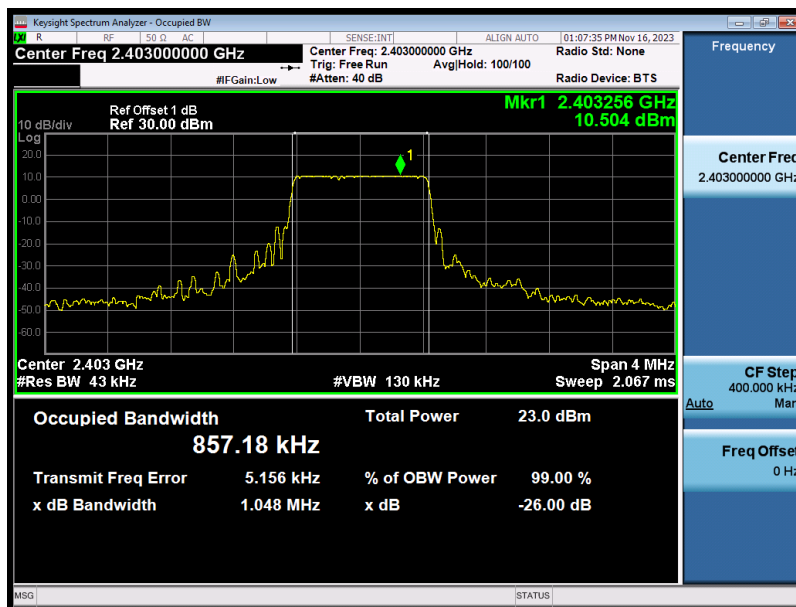 Keysight Spectrum Analyzer - Occupied BW
LXI R RF 50 Ω AC SENSE:INT ALIGN AUTO 01:07:35 PM Nov 16, 2023
Center Freq 2.403000000 GHz
Center Freq: 2.403000000 GHz Radio Std: None
Trig: Free Run Avg|Hold: 100/100
#IFGain:Low #Atten: 40 dB Radio Device: BTS
Mkr1 2.403256 GHz
10.504 dBm
Ref Offset 1 dB
10 dB/div Ref 30.00 dBm
Log
20.0
1
10.0
0.00
-10.0
-20.0
-30.0
-40.0
-50.0
-60.0
Center 2.403 GHz Span 4 MHz
#Res BW 43 kHz #VBW 130 kHz Sweep 2.067 ms
Occupied Bandwidth Total Power 23.0 dBm
857.18 kHz
Transmit Freq Error 5.156 kHz % of OBW Power 99.00 %
x dB Bandwidth 1.048 MHz x dB -26.00 dB
Frequency
Center Freq
2.403000000 GHz
CF Step
400.000 kHz
Auto Man
Freq Offset
0 Hz
MSG STATUS